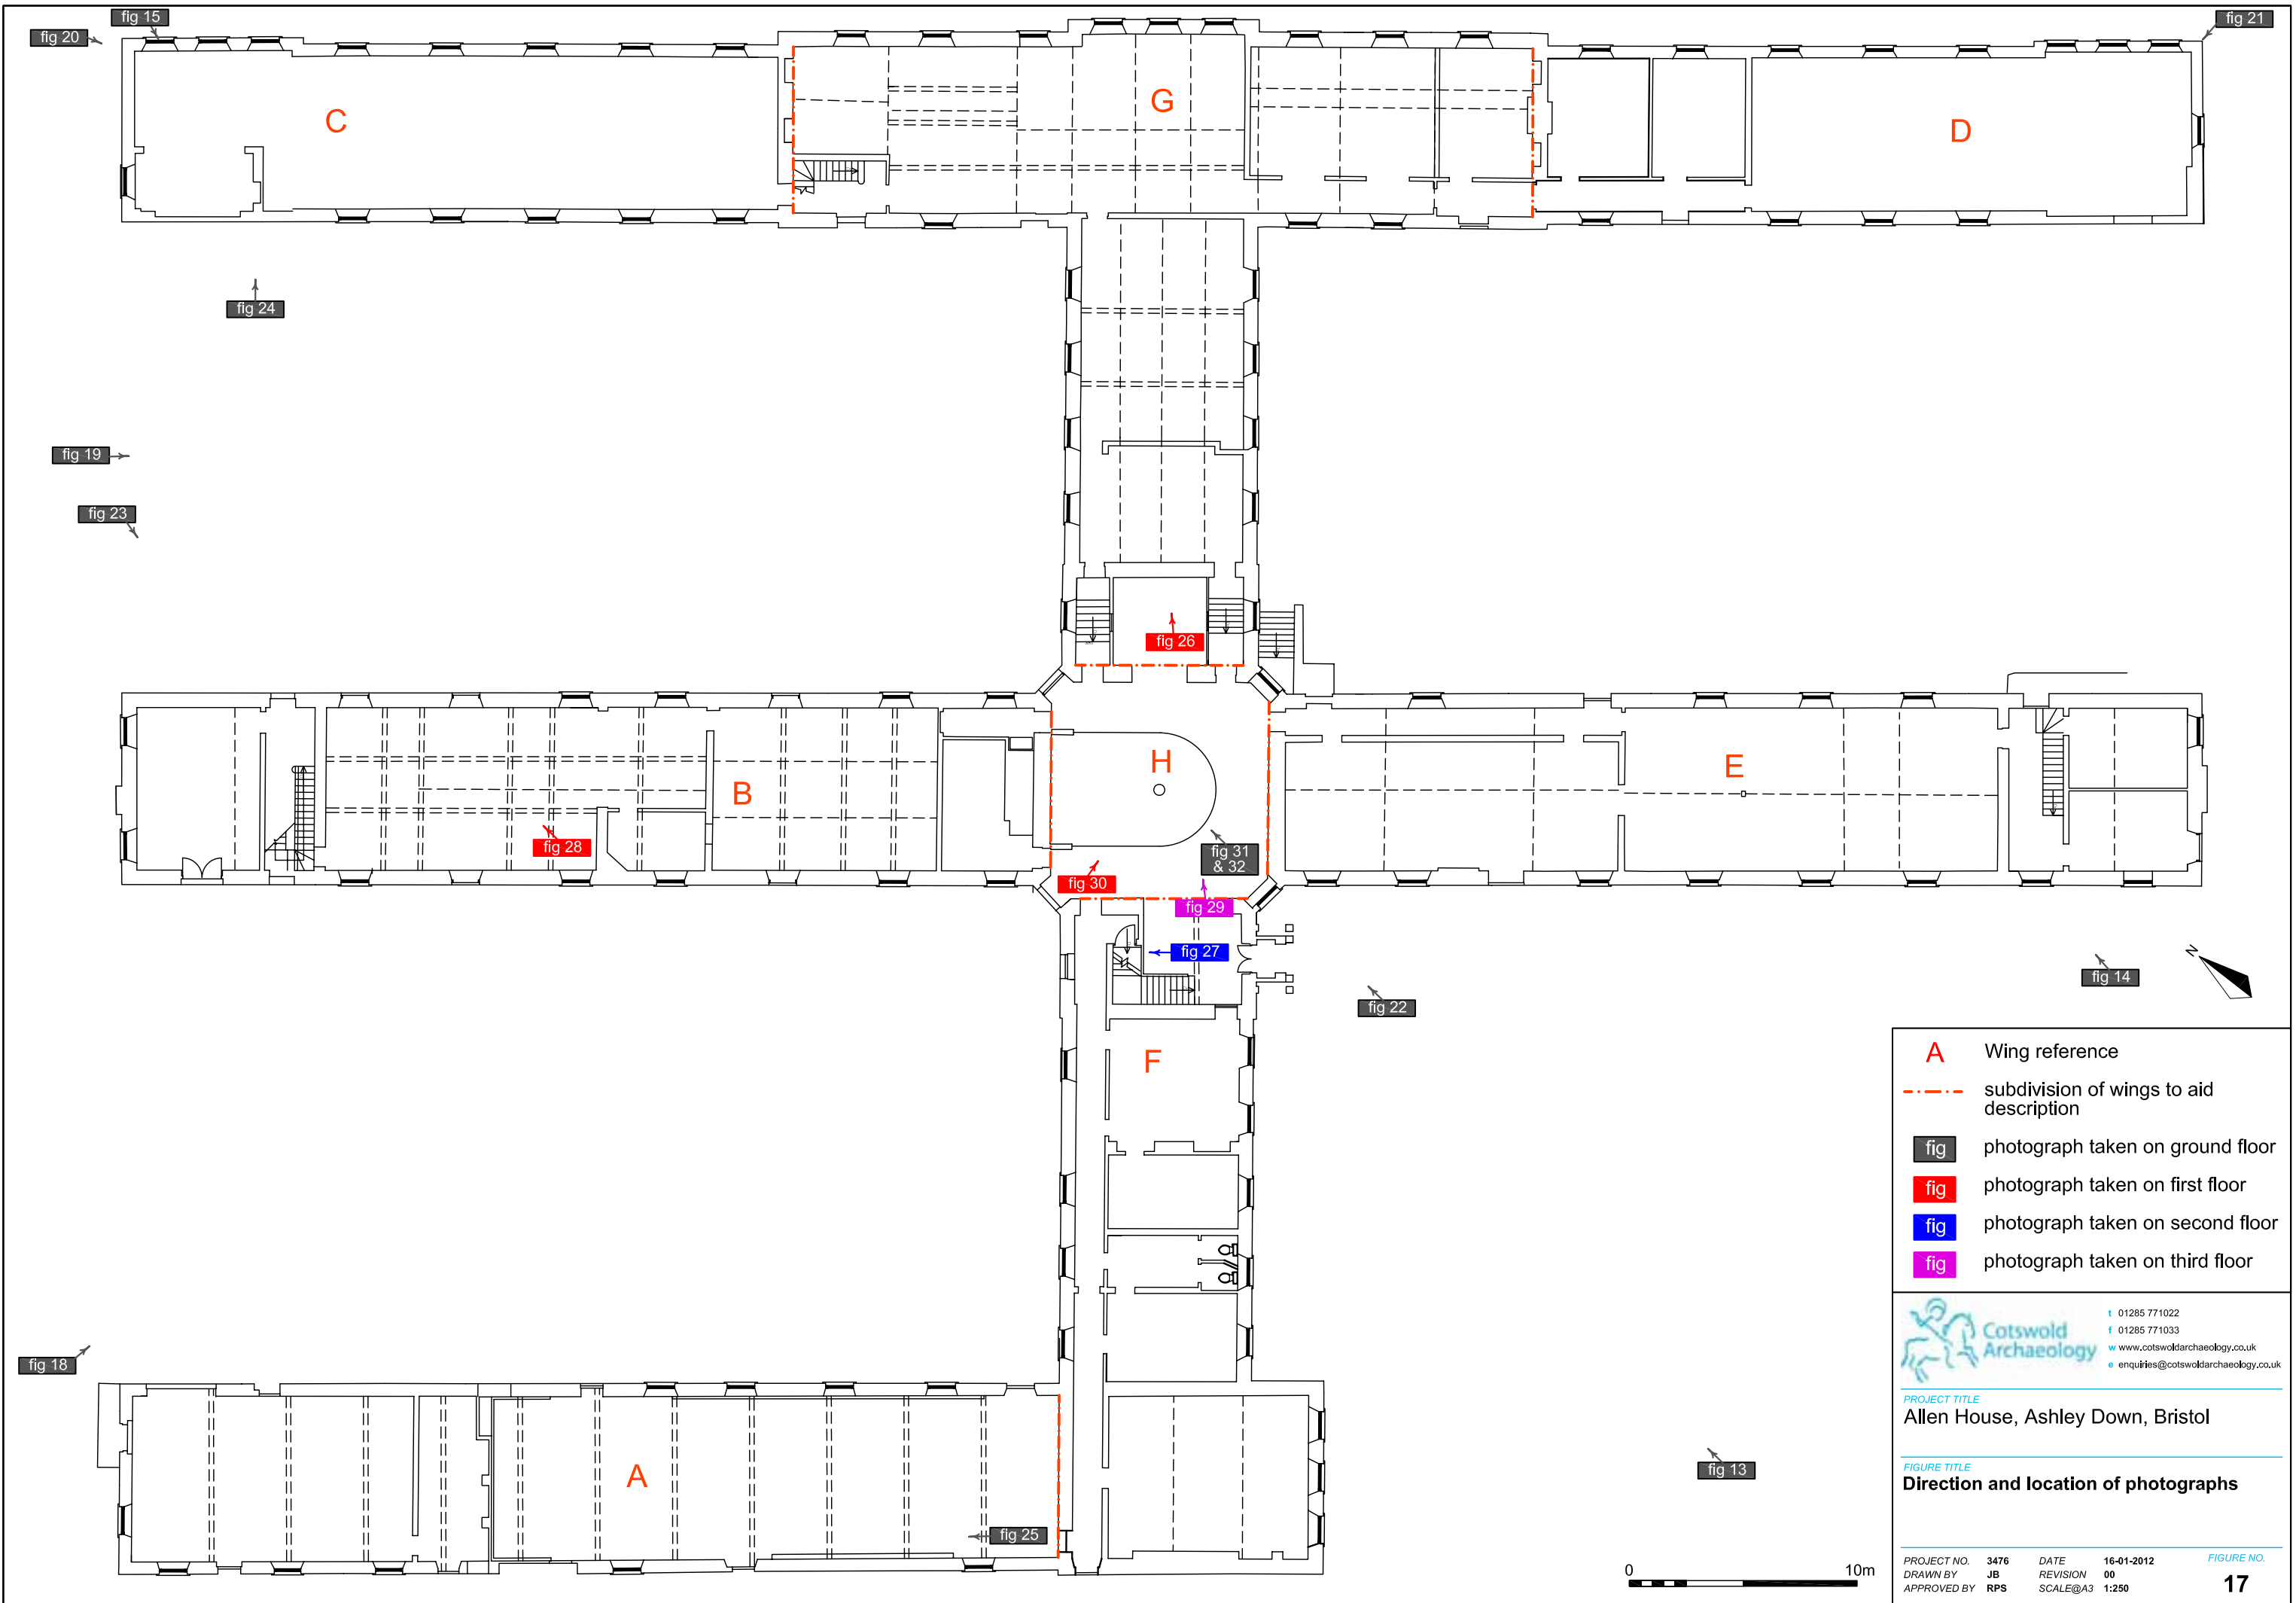 fig 15
fig 20
fig 21
C
G
D
fig 24
fig 19
fig 23
fig 26
H
B
E
fig 28
fig 31
& 32
fig 30
fig 29
fig 27
N
fig 14
fig 22
F
fig 18
A
fig 13
fig 25
0 10m
A Wing reference
subdivision of wings to aid
description
fig photograph taken on ground floor
fig photograph taken on first floor
fig photograph taken on second floor
fig photograph taken on third floor
Cotswold
Archaeology
t 01285 771022
f 01285 771033
w www.cotswoldarchaeology.co.uk
e enquiries@cotswoldarchaeology.co.uk
PROJECT TITLE
Allen House, Ashley Down, Bristol
FIGURE TITLE
Direction and location of photographs
PROJECT NO. 3476 DATE 16-01-2012 FIGURE NO.
DRAWN BY JB REVISION 00
APPROVED BY RPS SCALE@A3 1:250 17